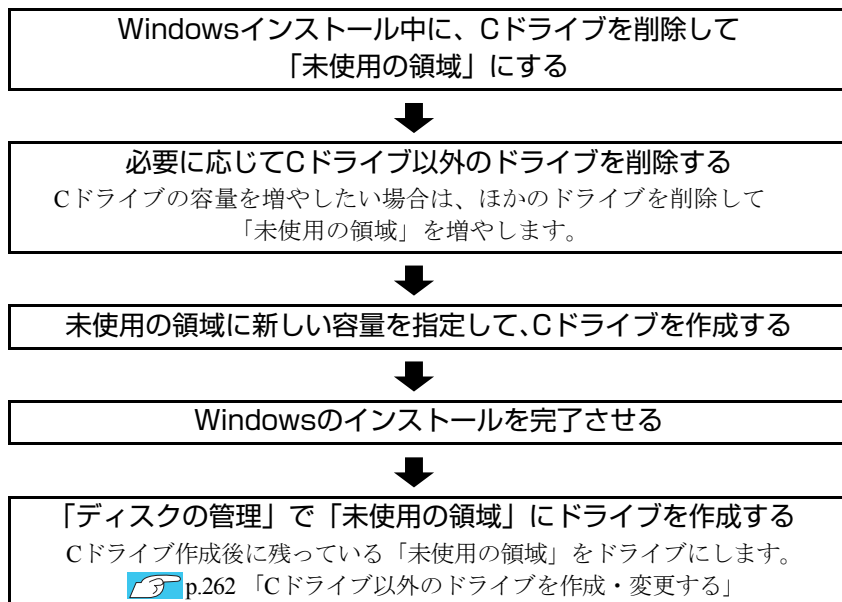 Windowsインストール中に、Cドライブを削除して
「未使用の領域」にする
必要に応じてCドライブ以外のドライブを削除する
Cドライブの容量を増やしたい場合は、ほかのドライブを削除して
「未使用の領域」を増やします。
未使用の領域に新しい容量を指定して、Cドライブを作成する
Windowsのインストールを完了させる
「ディスクの管理」で「未使用の領域」にドライブを作成する
Cドライブ作成後に残っている「未使用の領域」をドライブにします。
p.262 「Cドライブ以外のドライブを作成・変更する」